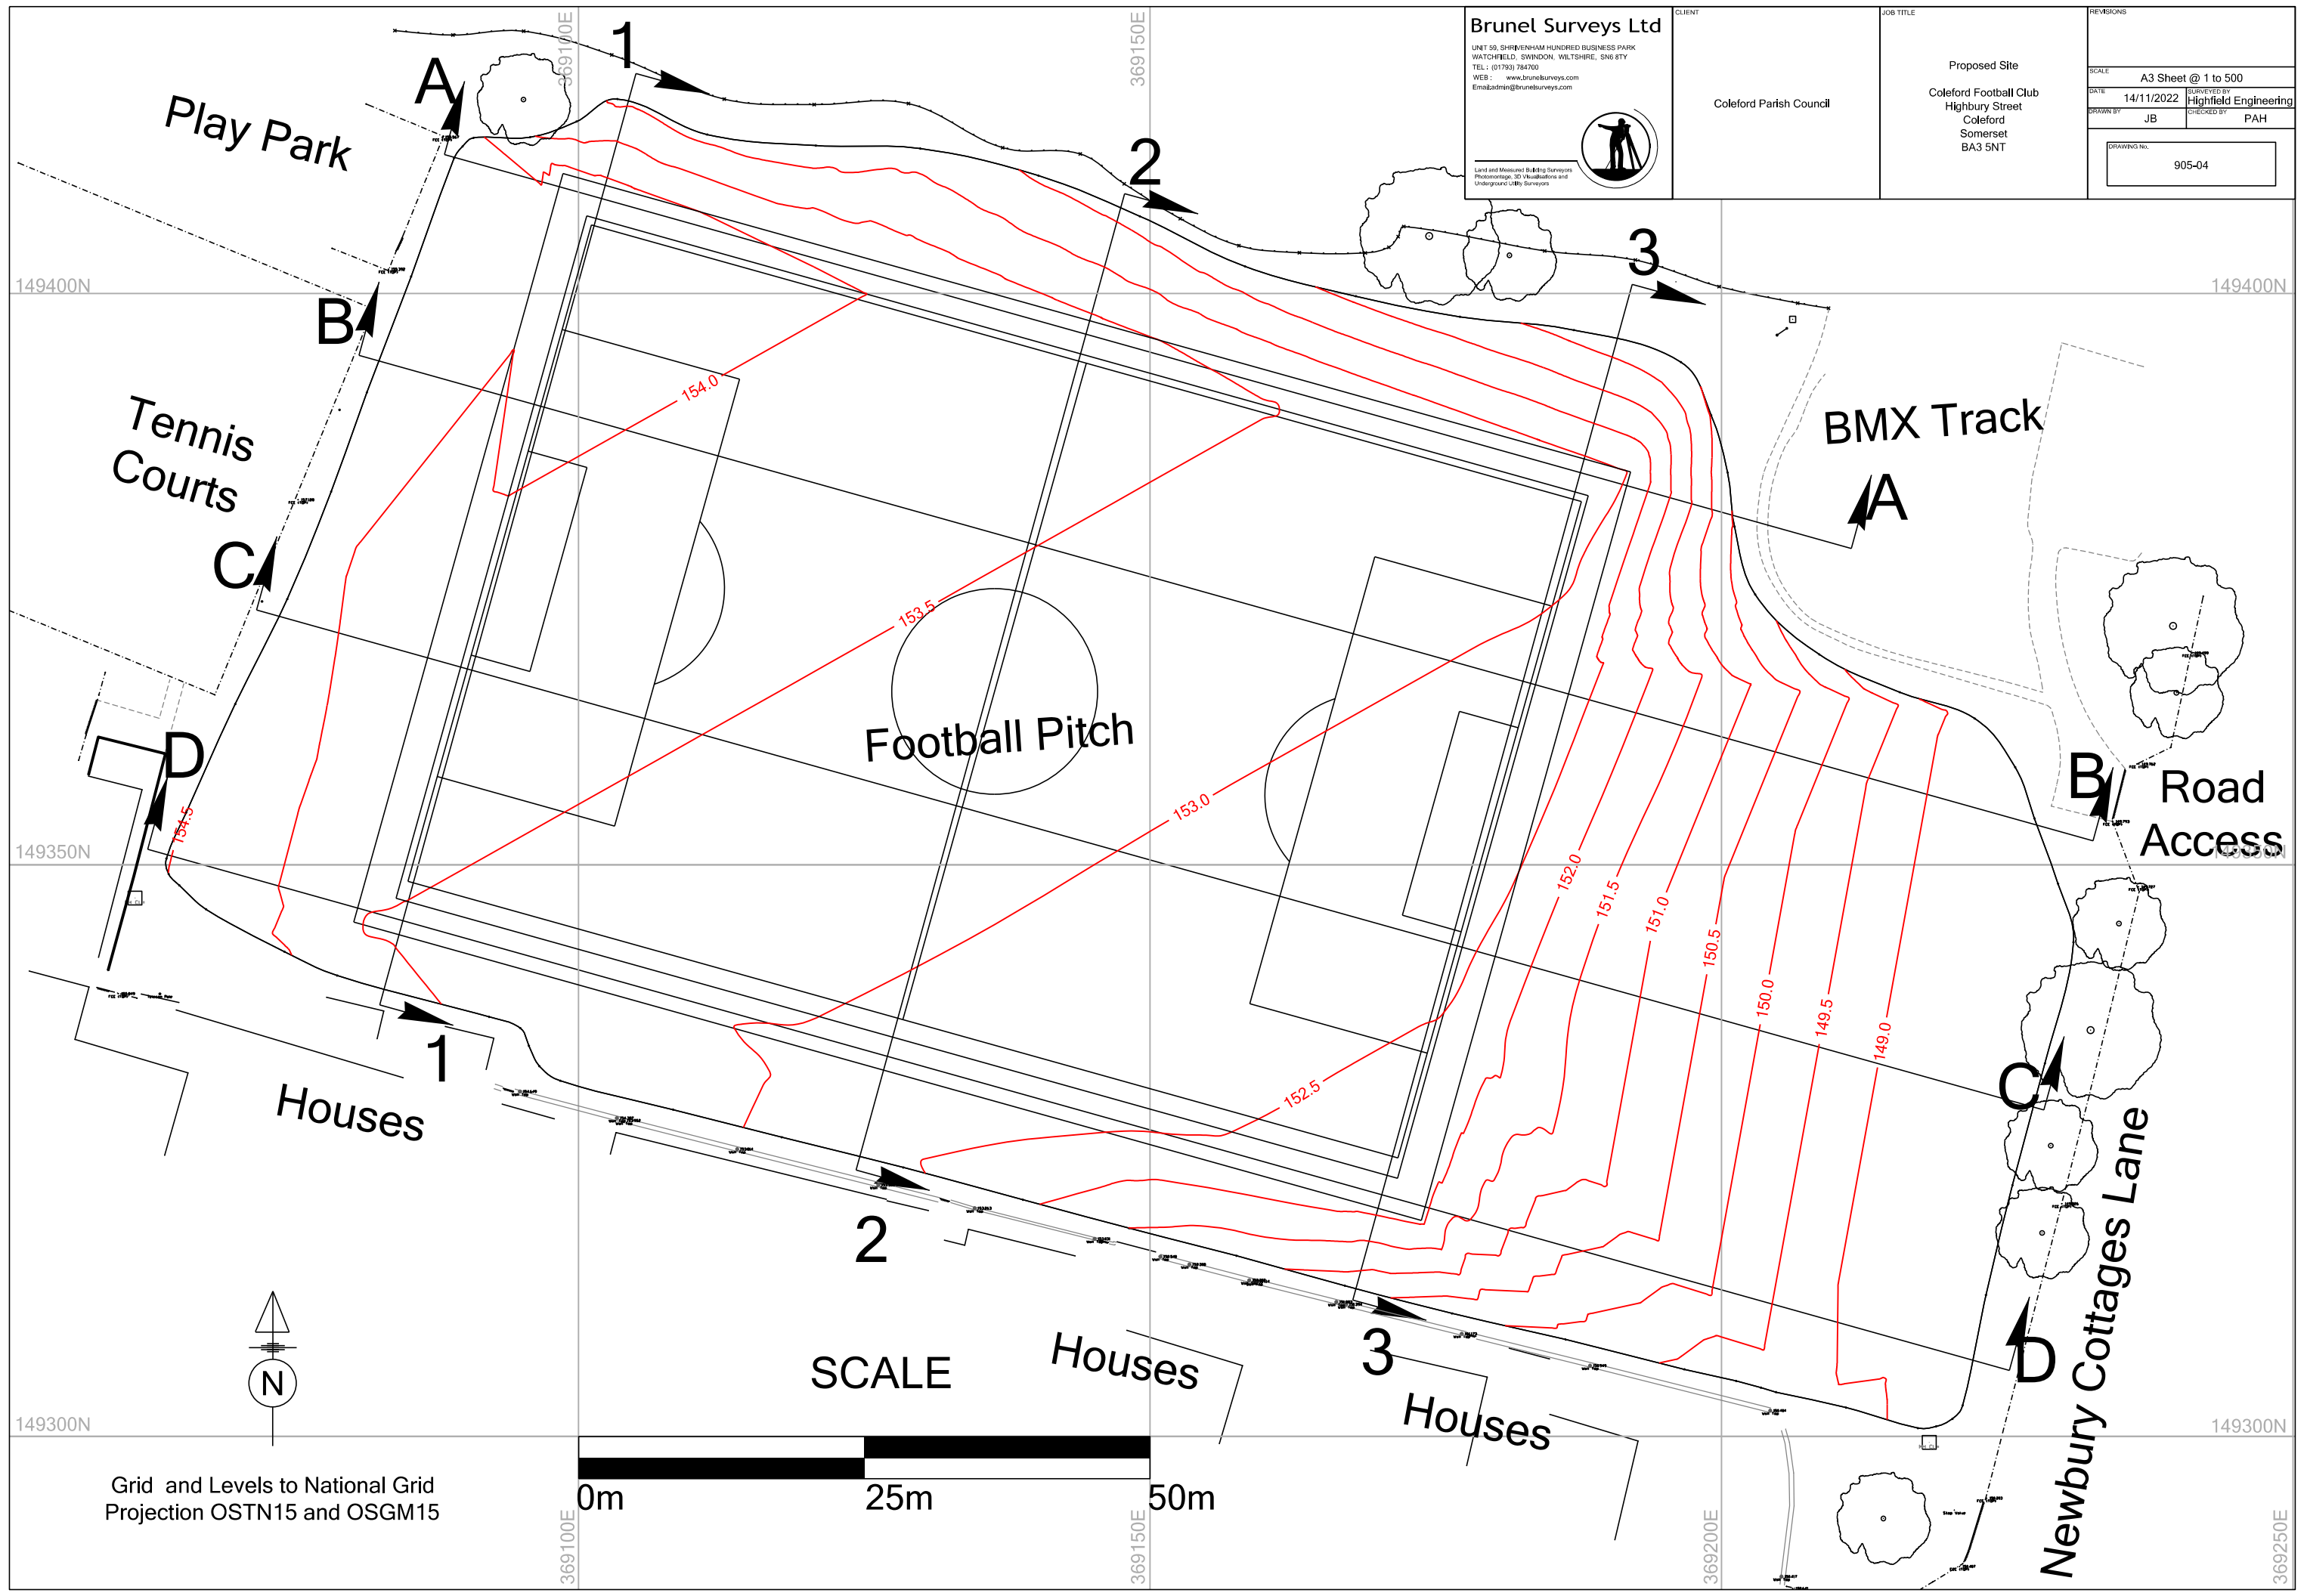 Brunel Surveys Ltd
UNIT 59, SHRIVENHAM HUNDRED BUSINESS PARK
WATCHFIELD, SWINDON, WILTSHIRE, SN6 8TY
TEL : (01793) 784700
WEB : www.brunelsurveys.com
Email:admin@brunelsurveys.com
Land and Measured Building Surveyors
Photomontage, 3D Visualisations and
Underground Utility Surveyors
CLIENT
Coleford Parish Council
JOB TITLE
Proposed Site
Coleford Football Club
Highbury Street
Coleford
Somerset
BA3 5NT
REVISIONS
SCALE
A3 Sheet @ 1 to 500
DATE
14/11/2022
SURVEYED BY
Highfield Engineering
DRAWN BY
JB
CHECKED BY
PAH
DRAWING No.
905-04
369100E
369150E
1
A
Play Park
2
3
149400N
149400N
B
154.0
Tennis
Courts
BMX Track
A
C
153.5
Football Pitch
D
B
Road
Access
153.0
154.5
149350N
149350N
152.0
151.5
151.0
150.5
150.0
149.5
149.0
1
Houses
152.5
C
2
Newbury Cottages Lane
3
D
Houses
Houses
N
SCALE
149300N
149300N
0m
25m
50m
Grid and Levels to National Grid
Projection OSTN15 and OSGM15
369100E
369150E
369200E
369250E